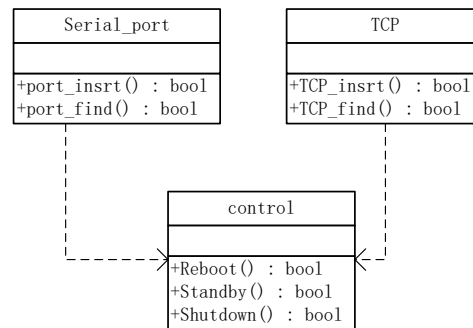 Serial_port
+port_insrt() : bool
+port_find() : bool
TCP
+TCP_insrt() : bool
+TCP_find() : bool
control
+Reboot() : bool
+Standby() : bool
+Shutdown() : bool